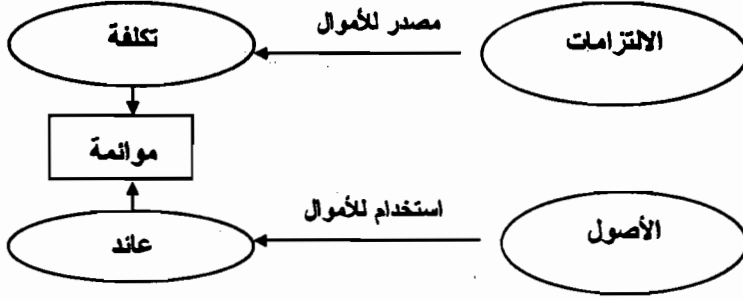 الالتزامات
مصدر للأموال
تكلفة
موائمة
الأصول
استخدام للأموال
عائد